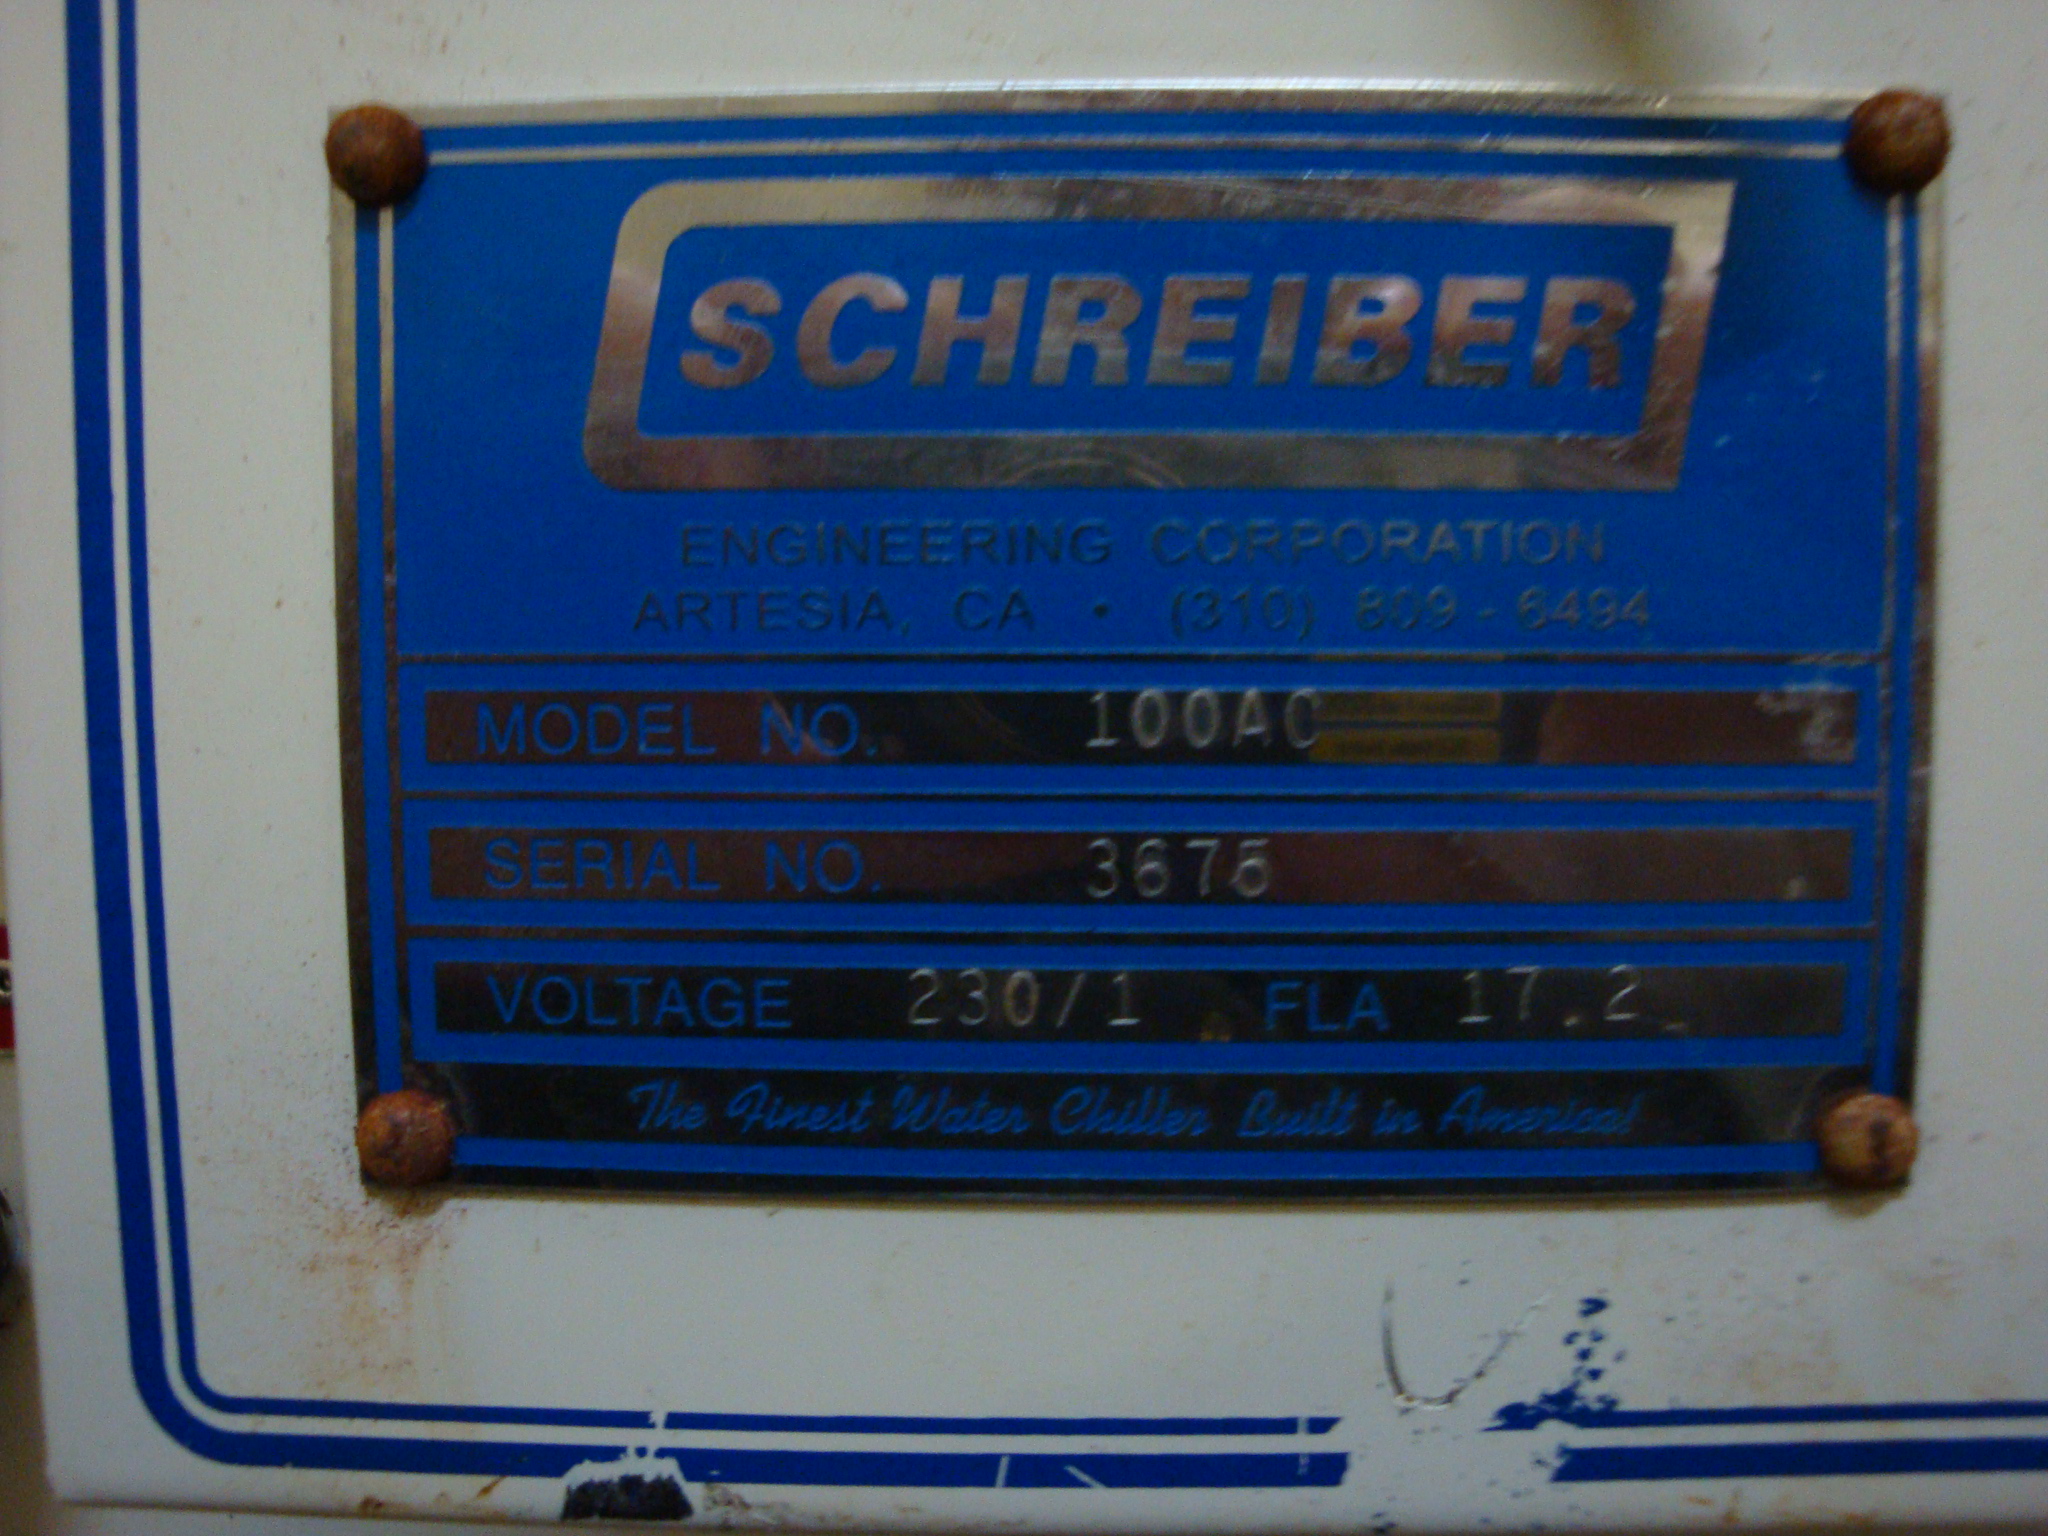 SCHREIBER
ENGINEERING CORPORATION
ARTESIA, CA • (310) 809-6494
MODEL NO. 100AC
SERIAL NO. 3675
VOLTAGE 230/1 FLA 17.2
The Finest Water Chiller Built in America!